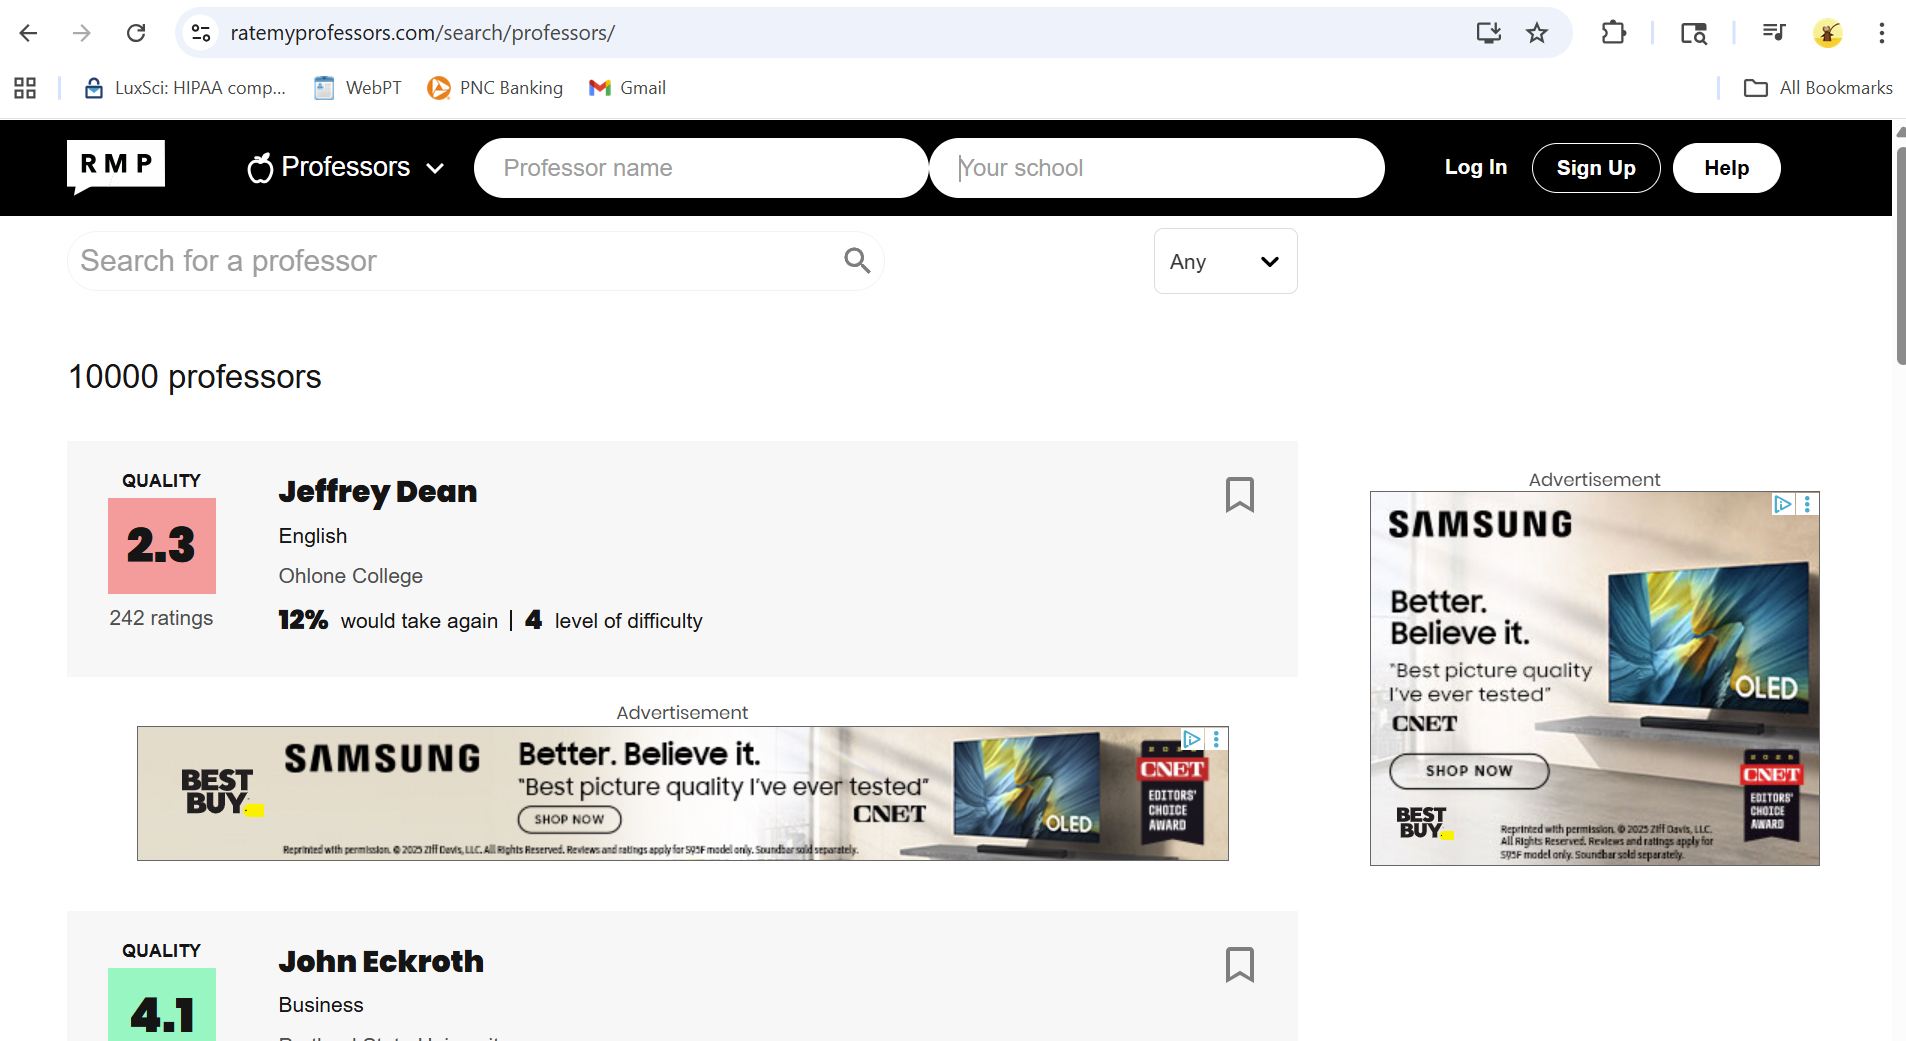 ratemyprofessors.com/search/professors/
LuxSci: HIPAA comp... WebPT PNC Banking Gmail All Bookmarks
RMP Professors Professor name Your school Log In Sign Up Help
Search for a professor Any
10000 professors
QUALITY
2.3
242 ratings
Jeffrey Dean
English
Ohlone College
12% would take again | 4 level of difficulty
Advertisement
SAMSUNG
Better.
Believe it.
"Best picture quality
I've ever tested"
CNET
SHOP NOW
BEST
BUY
OLED
CNET
EDITORS'
CHOICE
AWARD
Reprinted with permission. © 2025 Ziff Davis, LLC.
All Rights Reserved. Reviews and ratings apply for
S95F model only. Soundbar sold separately.
Advertisement
BEST
BUY
SAMSUNG
Better. Believe it.
"Best picture quality I've ever tested"
CNET
SHOP NOW
OLED
CNET
EDITORS'
CHOICE
AWARD
Reprinted with permission. © 2025 Ziff Davis, LLC. All Rights Reserved. Reviews and ratings apply for S95F model only. Soundbar sold separately.
QUALITY
4.1
John Eckroth
Business